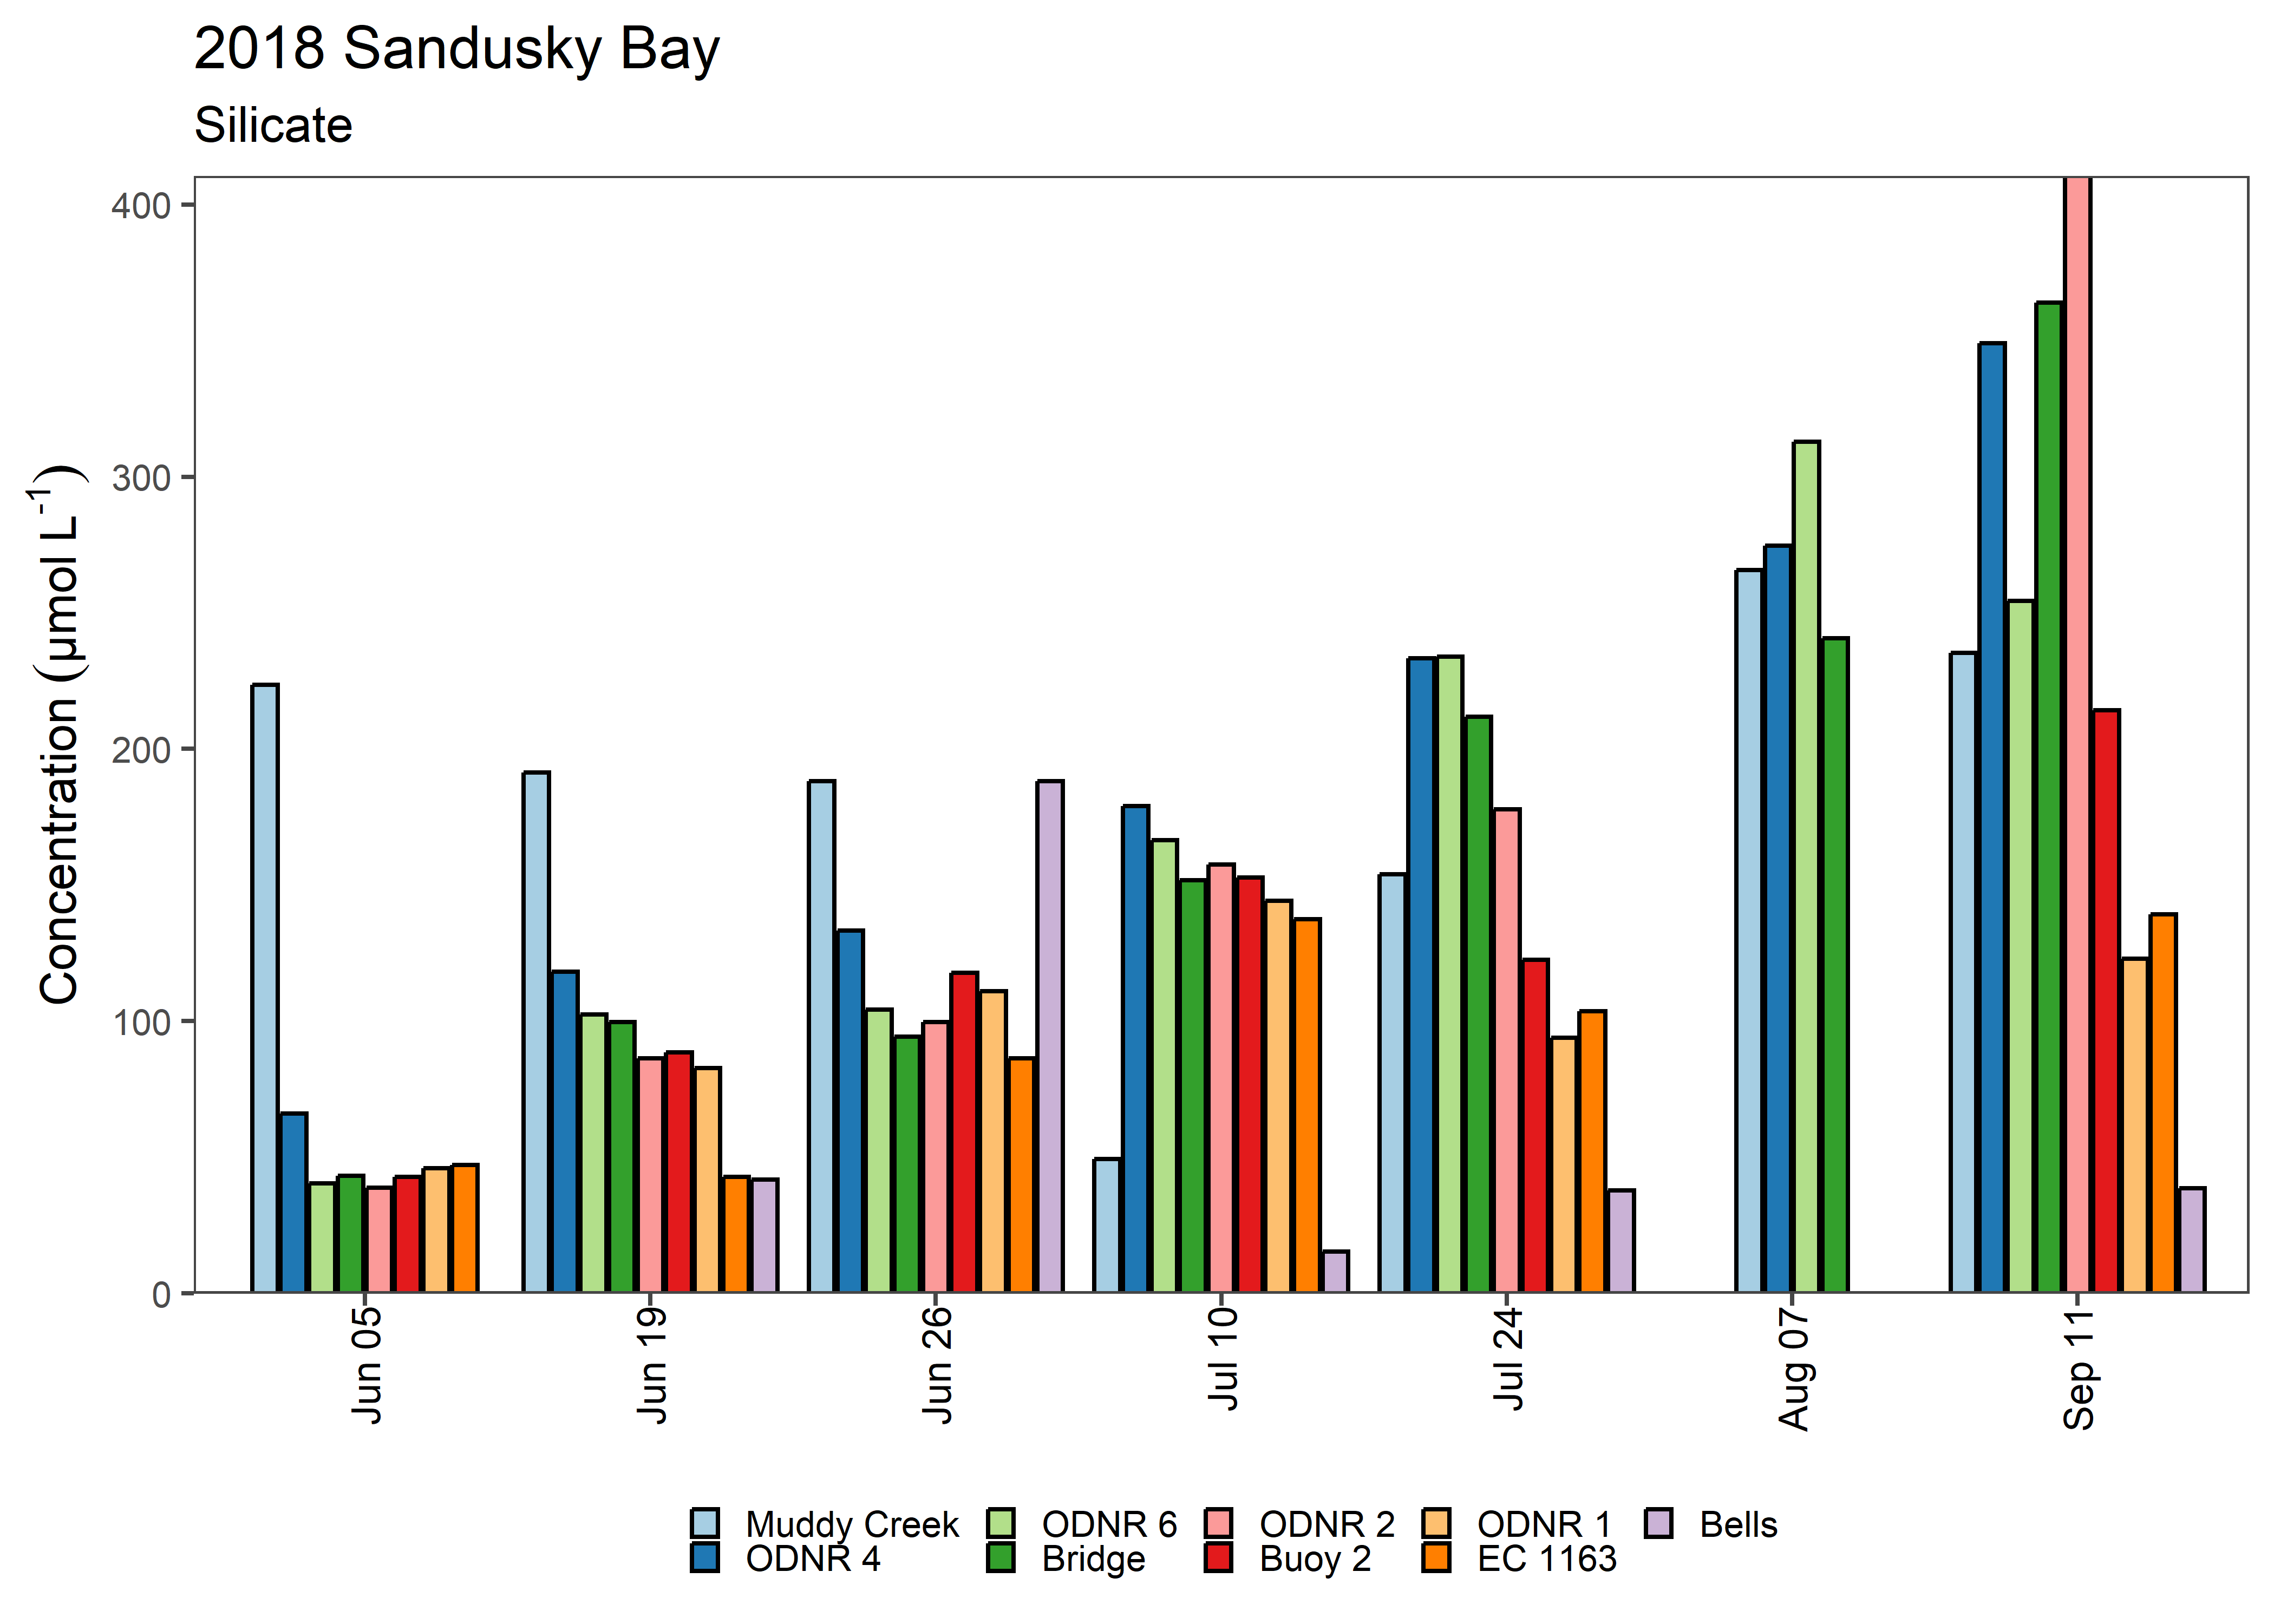 2018 Sandusky Bay
Silicate
Concentration (µmol L-1)
400
300
200
100
0
Jun 05
Jun 19
Jun 26
Jul 10
Jul 24
Aug 07
Sep 11
Muddy Creek
ODNR 6
ODNR 2
ODNR 1
Bells
ODNR 4
Bridge
Buoy 2
EC 1163